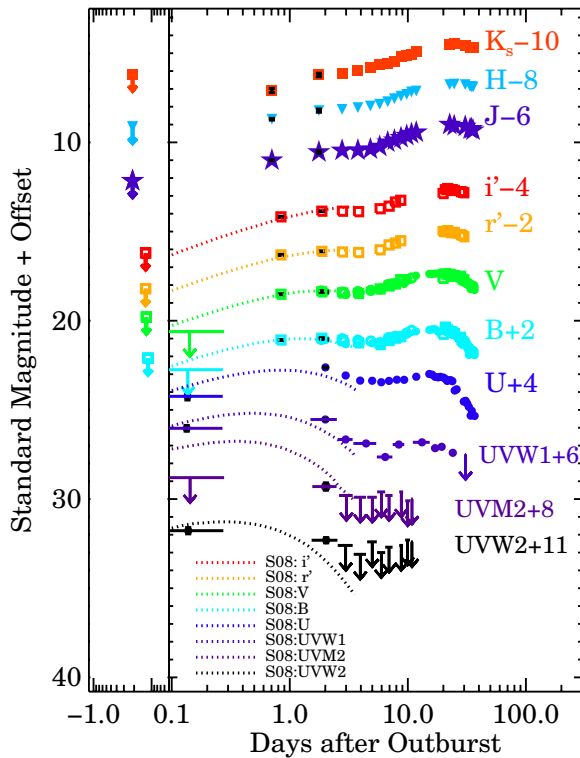 10
20
30
40
Standard Magnitude + Offset
Kₛ−10
H−8
J−6
i'−4
r'−2
V
B+2
U+4
UVW1+6
UVM2+8
UVW2+11
S08: i'
S08: r'
S08:V
S08:B
S08:U
S08:UVW1
S08:UVM2
S08:UVW2
−1.0 0.1 1.0 10.0 100.0
Days after Outburst